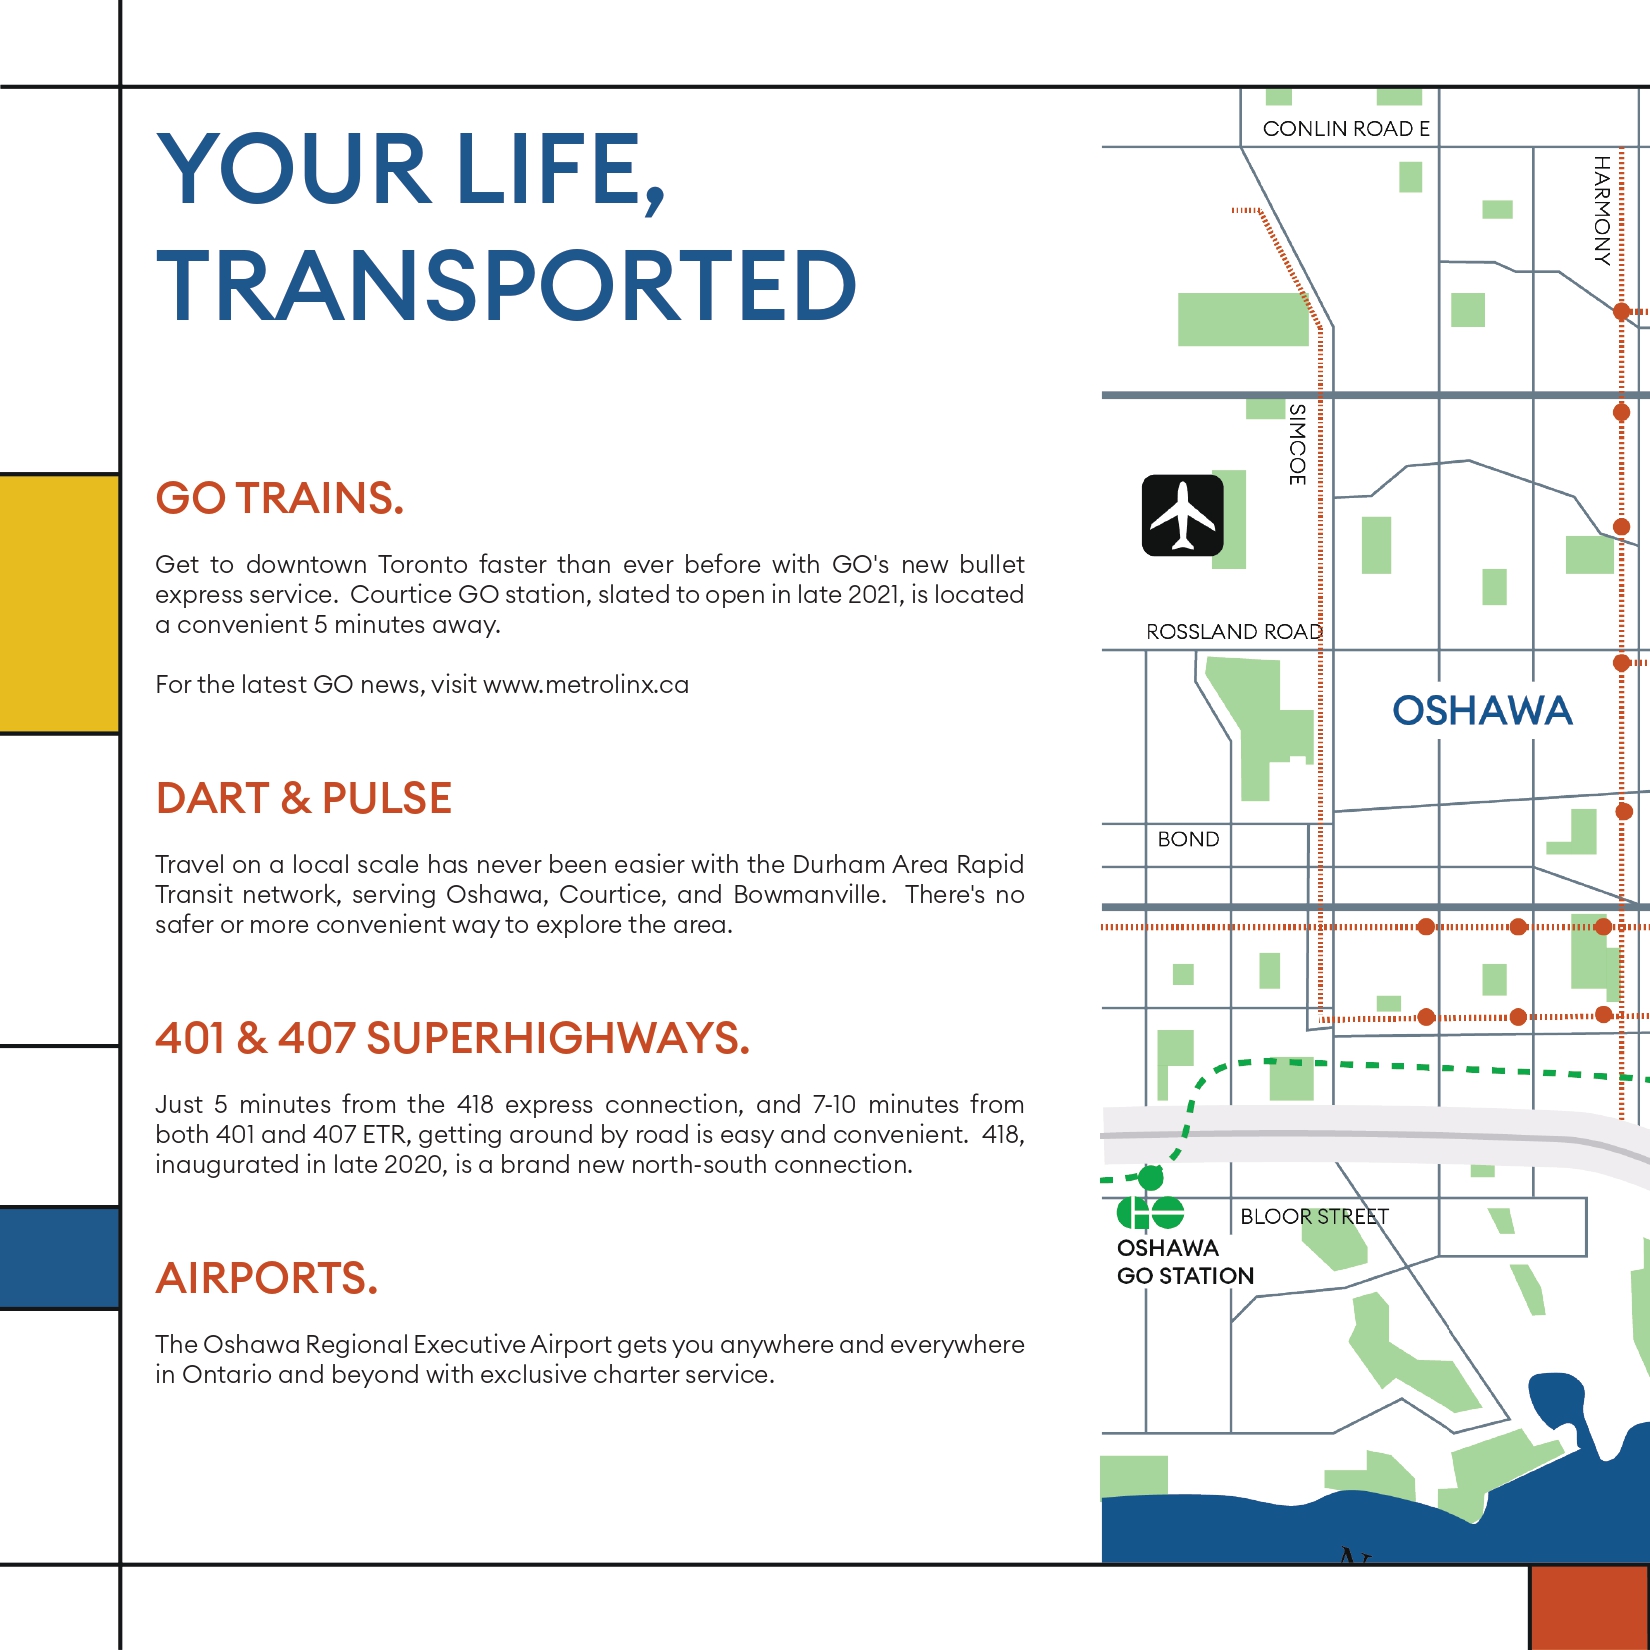 YOUR LIFE,
TRANSPORTED
GO TRAINS.
Get to downtown Toronto faster than ever before with GO's new bullet
express service.  Courtice GO station, slated to open in late 2021, is located
a convenient 5 minutes away.
For the latest GO news, visit www.metrolinx.ca
DART & PULSE
Travel on a local scale has never been easier with the Durham Area Rapid
Transit network, serving Oshawa, Courtice, and Bowmanville.  There's no
safer or more convenient way to explore the area.
401 & 407 SUPERHIGHWAYS.
Just 5 minutes from the 418 express connection, and 7-10 minutes from
both 401 and 407 ETR, getting around by road is easy and convenient.  418,
inaugurated in late 2020, is a brand new north-south connection.
AIRPORTS.
The Oshawa Regional Executive Airport gets you anywhere and everywhere
in Ontario and beyond with exclusive charter service.
CONLIN ROAD E
HARMONY
SIMCOE
ROSSLAND ROAD
OSHAWA
BOND
GO
BLOOR STREET
OSHAWA
GO STATION